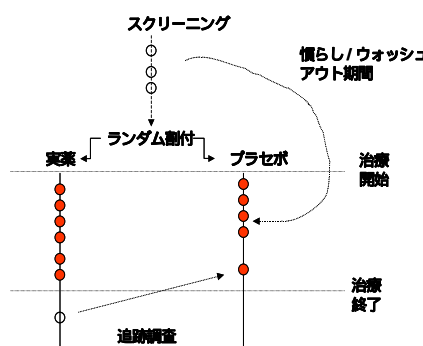 スクリーニング
慣らし/ウォッシュ
アウト期間
ランダム割付
実薬
プラセボ
治療
開始
治療
終了
追跡調査